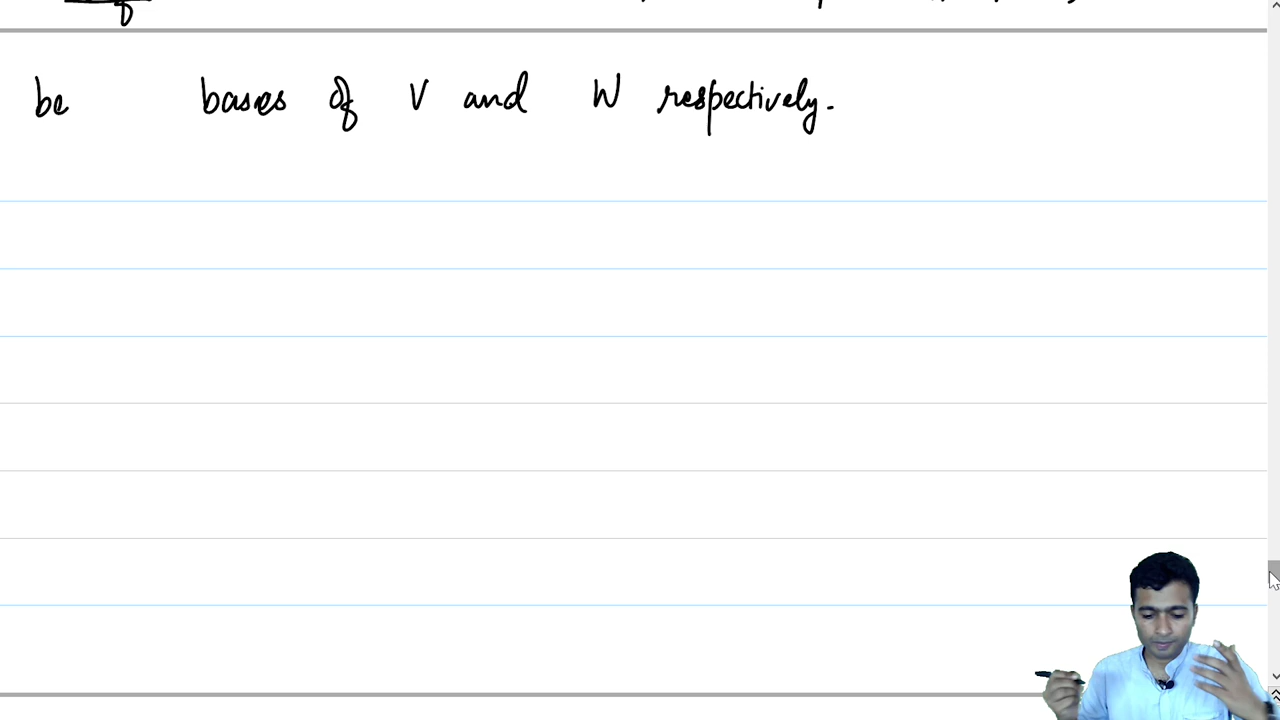 be bases of V and W respectively.